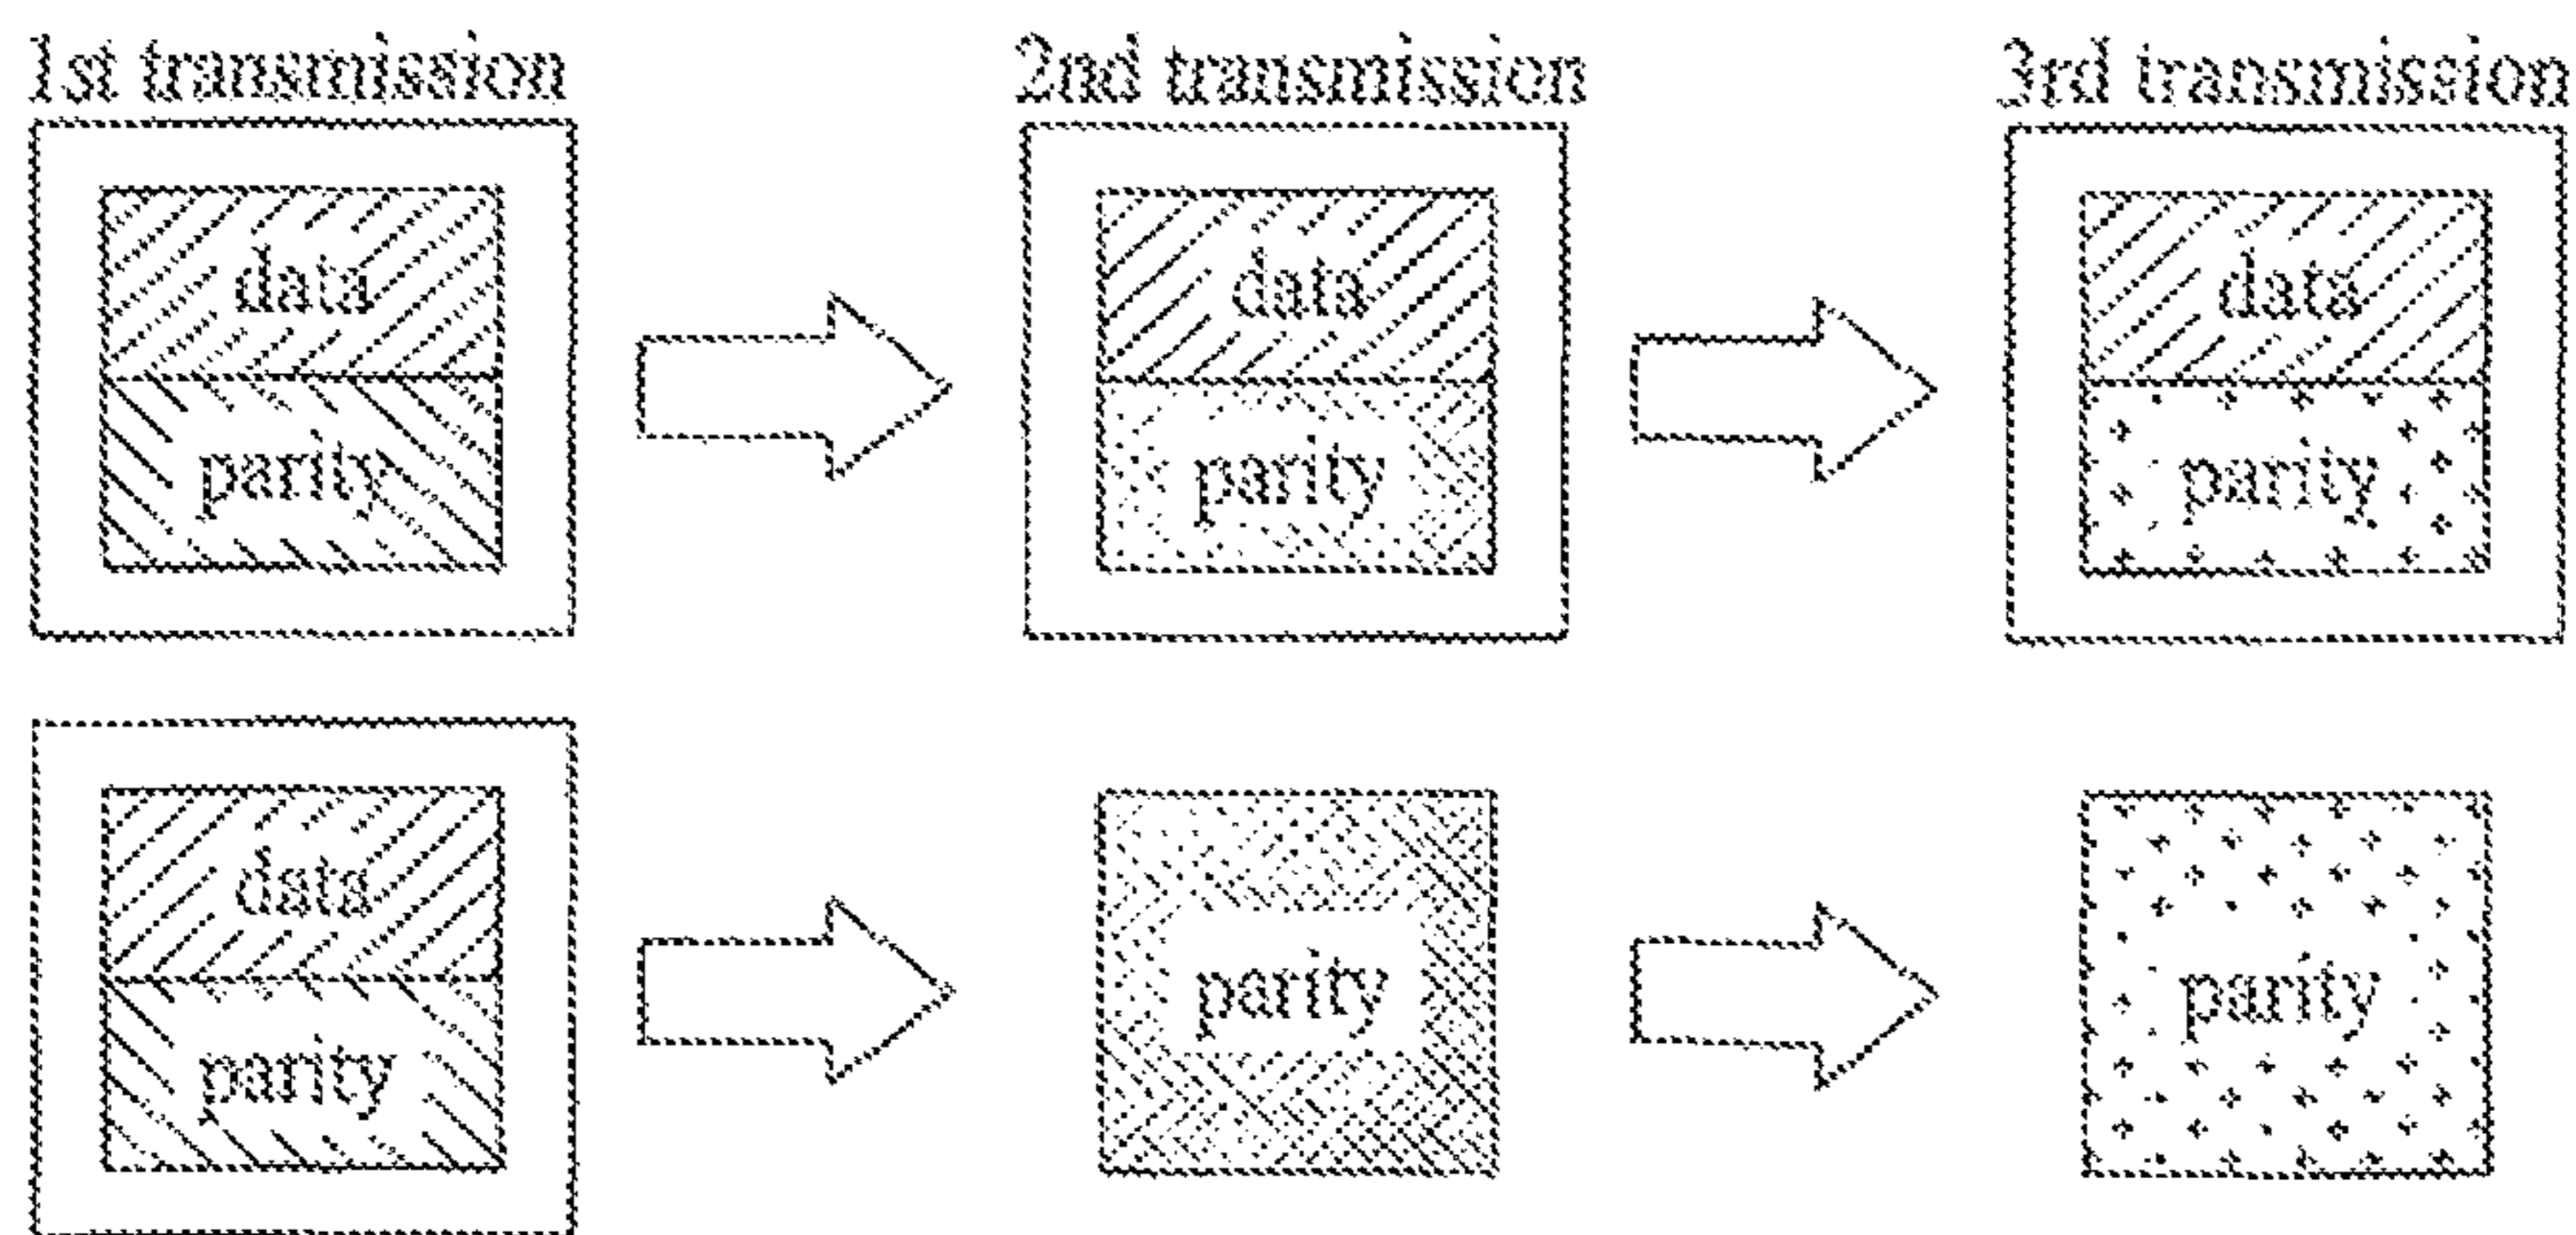 1st transmission 2nd transmission 3rd transmission
data data data
parity parity parity
data
parity parity
parity